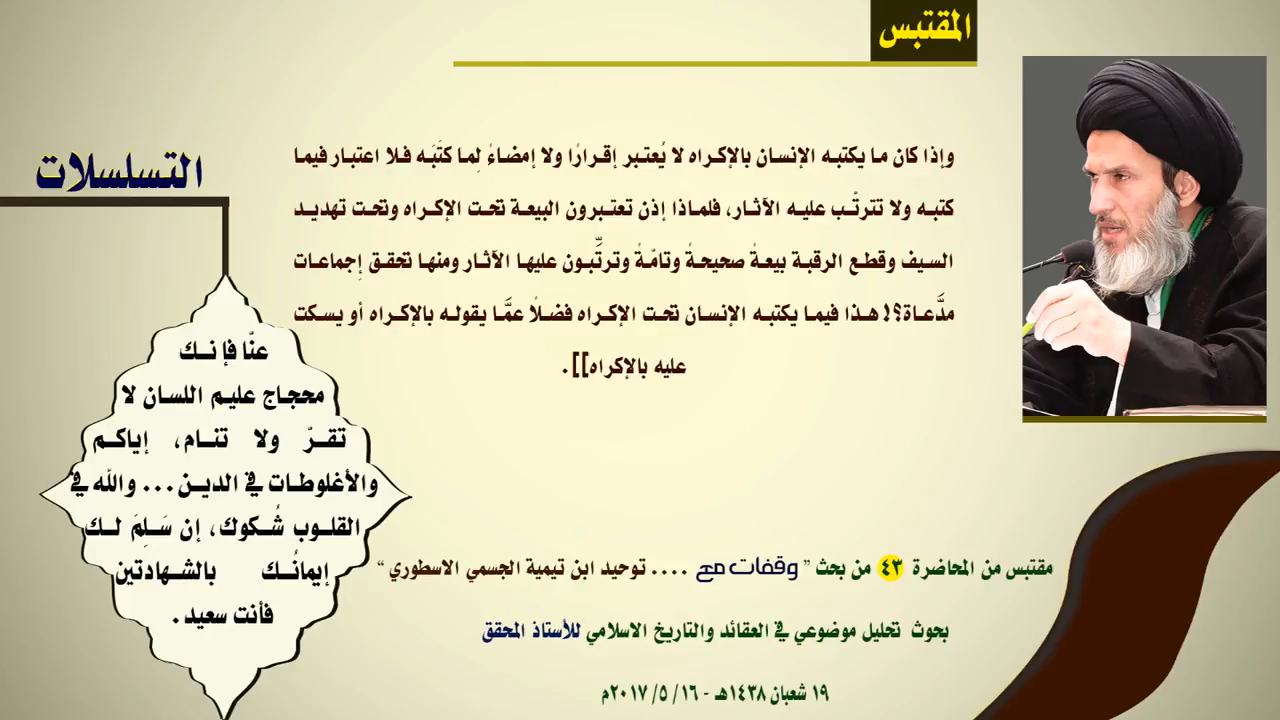 المقتبس
وإذا كان ما يكتبه الإنسان بالإكراه لا يُعتبر إقرارًا ولا إمضاءً لِما كتَبَه فلا اعتبار فيما
كتبه ولا تترتّب عليه الآثار، فلماذا إذن تعتبرون البيعة تحت الإكراه وتحت تهديد
السيف وقطع الرقبة بيعةً صحيحةً وتامّةً وترتِّبون عليها الآثار ومنها تحقق إجماعات
مدَّعاة؟! هذا فيما يكتبه الإنسان تحت الإكراه فضلًا عمَّا يقوله بالإكراه أو يسكت
عليه بالإكراه]].
التسلسلات
عنّا فإنك
محجاج عليم اللسان لا
تقرّ ولا تنام، إياكم
والأغلوطات في الدين... والله في
القلوب شُكوك، إن سَلِمَ لك
إيمانُك بالشهادتين
فأنت سعيد.
مقتبس من المحاضرة ٤٣ من بحث " وقفات مع .... توحيد ابن تيمية الجسمي الاسطوري "
بحوث تحليل موضوعي في العقائد والتاريخ الاسلامي للأستاذ المحقق
١٩ شعبان ١٤٣٨هـ - ١٦/ ٥/ ٢٠١٧م